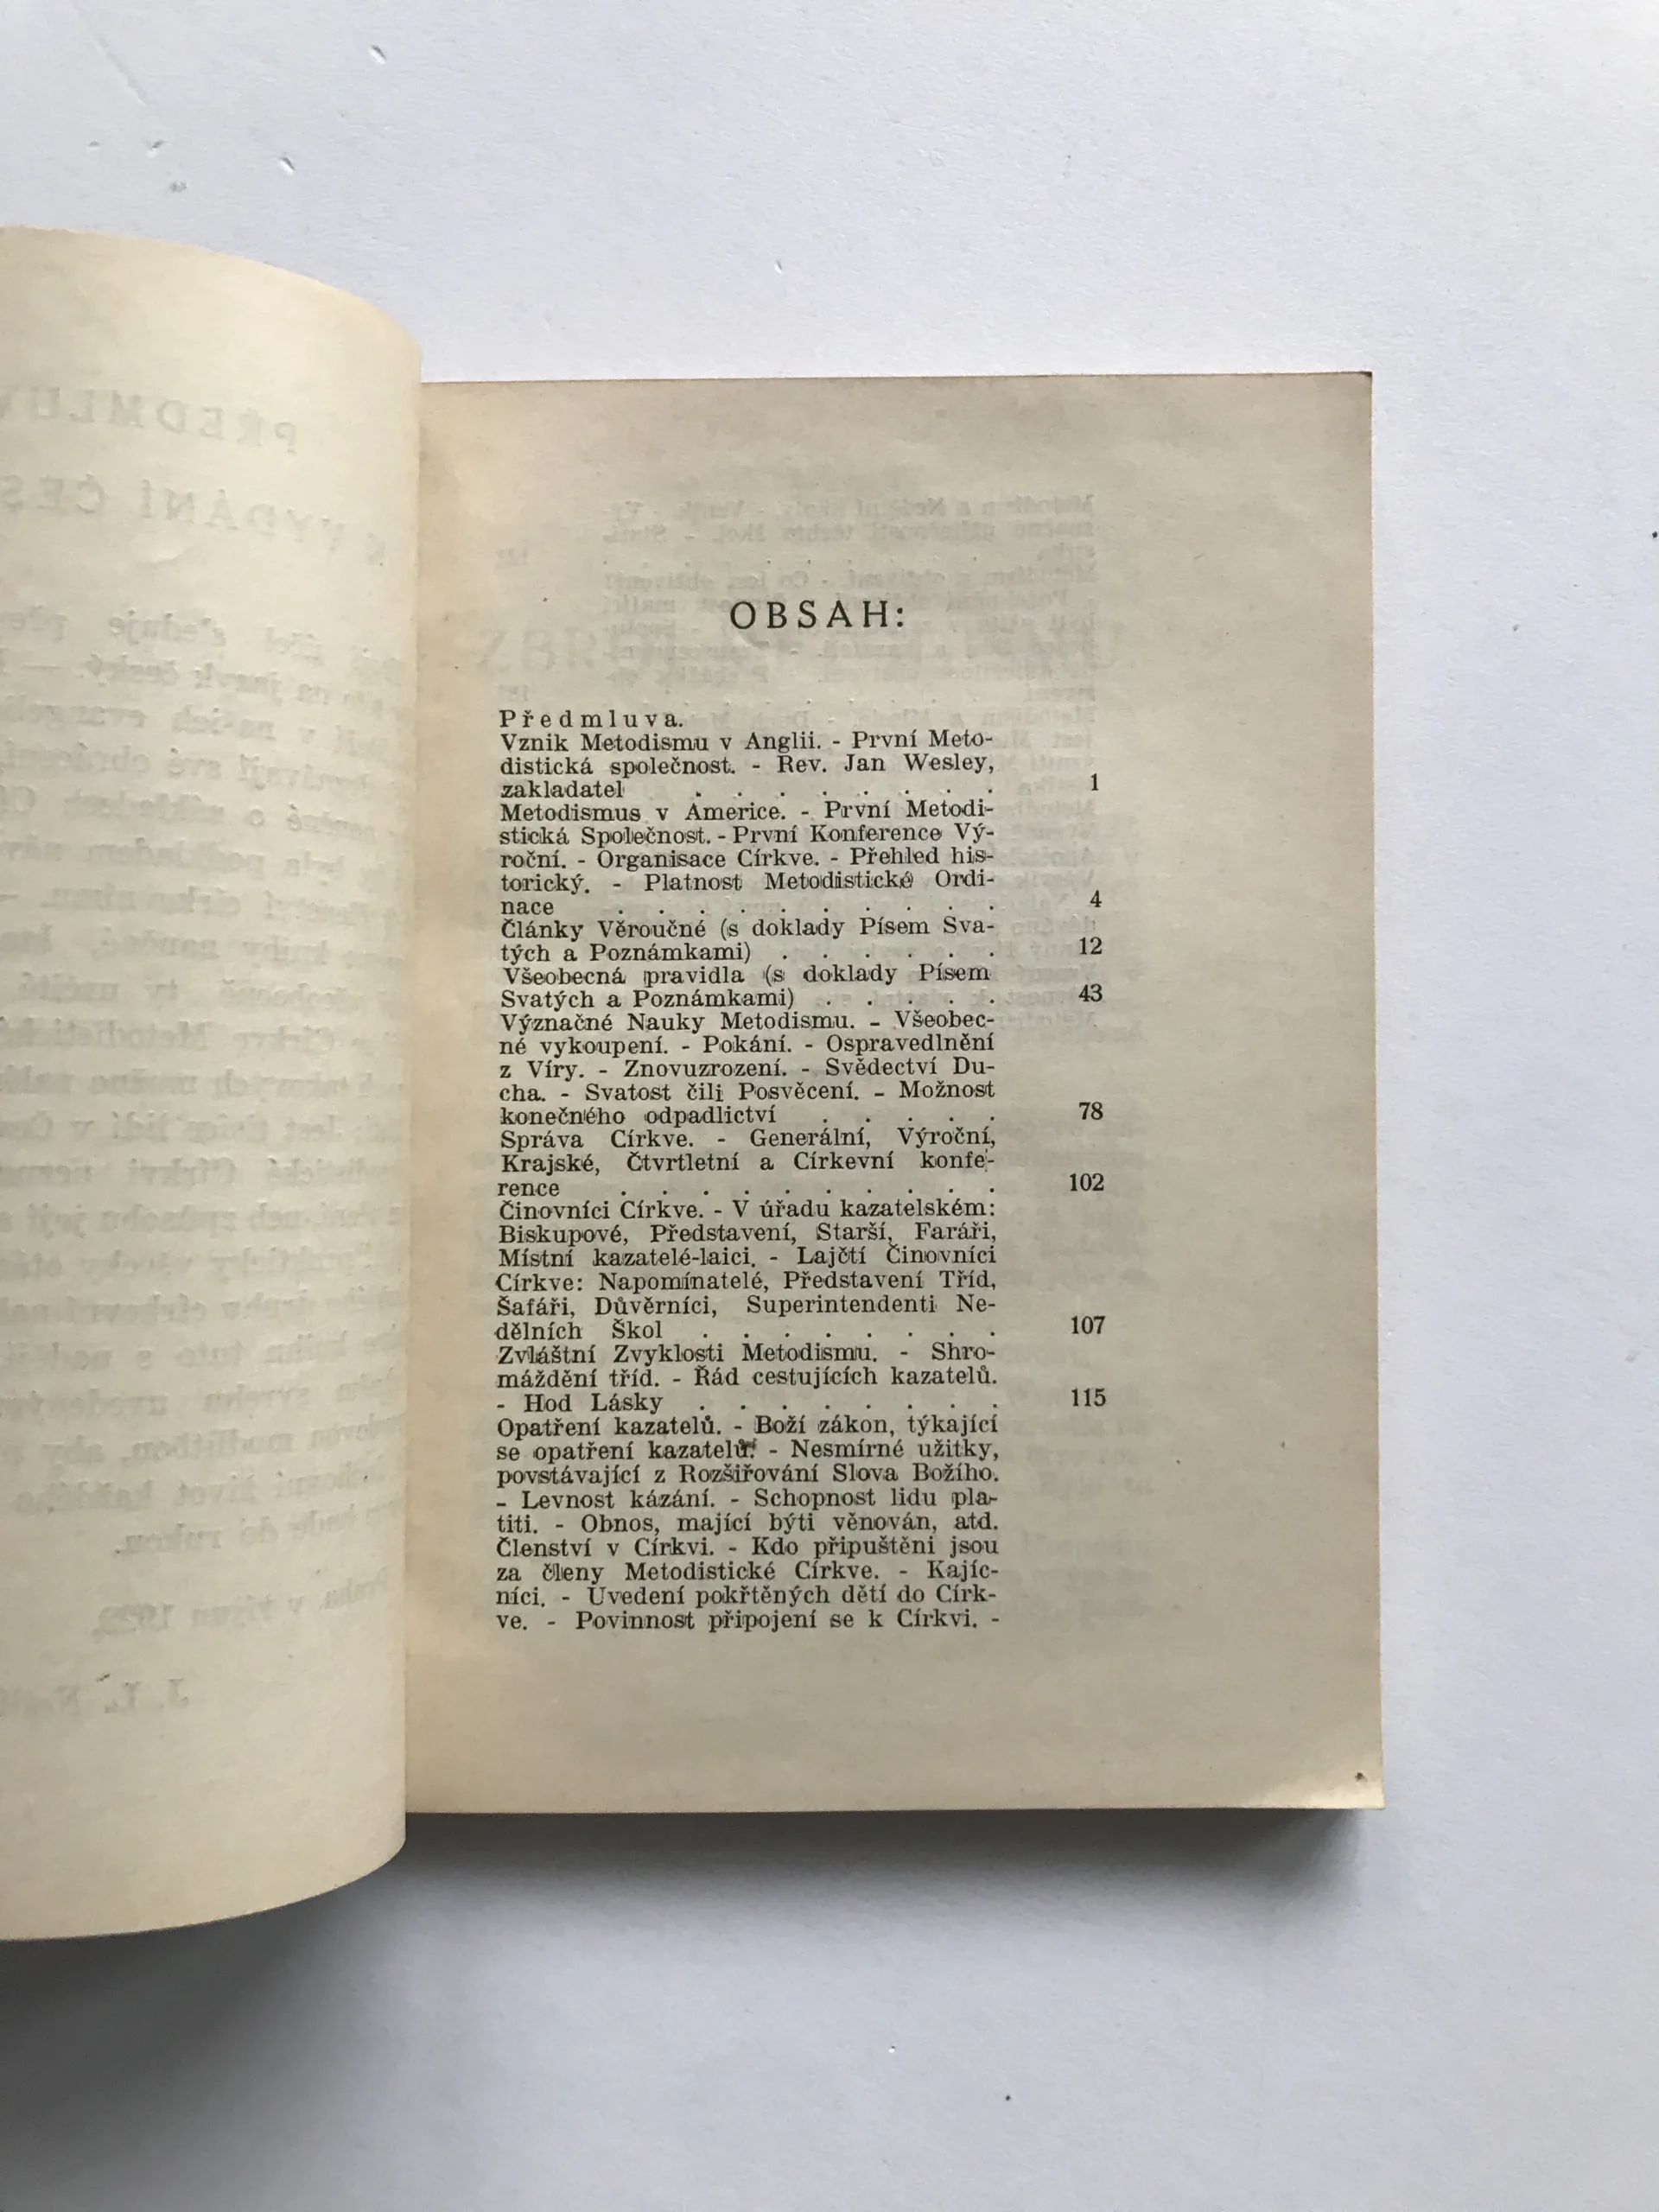 OBSAH:
Předmluva.
Vznik Metodismu v Anglii. - První Meto-
distická společnost. - Rev. Jan Wesley,
zakladatel . . . . . . . . 1
Metodismus v Americe. - První Metodi-
stická Společnost. - První Konference Vý-
roční. - Organisace Církve. - Přehled his-
torický. - Platnost Metodistické Ordi-
nace . . . . . . . . . . 4
Články Věroučné (s doklady Písem Sva-
tých a Poznámkami) . . . . . . 12
Všeobecná pravidla (s doklady Písem
Svatých a Poznámkami) . . . . . 43
Význačné Nauky Metodismu. - Všeobec-
né vykoupení. - Pokání. - Ospravedlnění
z Víry. - Znovuzrození. - Svědectví Du-
cha. - Svatost čili Posvěcení. - Možnost
konečného odpadlictví . . . . . 78
Správa Církve. - Generální, Výroční,
Krajské, Čtvrtletní a Církevní konfe-
rence . . . . . . . . . . 102
Činovníci Církve. - V úřadu kazatelském:
Biskupové, Představení, Starší, Faráři,
Místní kazatelé-laici. - Lajčtí Činovníci
Církve: Napomínatelé, Představení Tříd,
Šafáři, Důvěrníci, Superintendenti Ne-
dělních Škol . . . . . . . . 107
Zvláštní Zvyklosti Metodismu. - Shro-
máždění tříd. - Řád cestujících kazatelů.
- Hod Lásky . . . . . . . . 115
Opatření kazatelů. - Boží zákon, týkající
se opatření kazatelů. - Nesmírné užitky,
povstávající z Rozšiřování Slova Božího.
- Levnost kázání. - Schopnost lidu pla-
titi. - Obnos, mající býti věnován, atd.
Členství v Církvi. - Kdo připuštěni jsou
za členy Metodistické Církve. - Kajíc-
níci. - Uvedení pokřtěných dětí do Círk-
ve. - Povinnost připojení se k Církvi. -